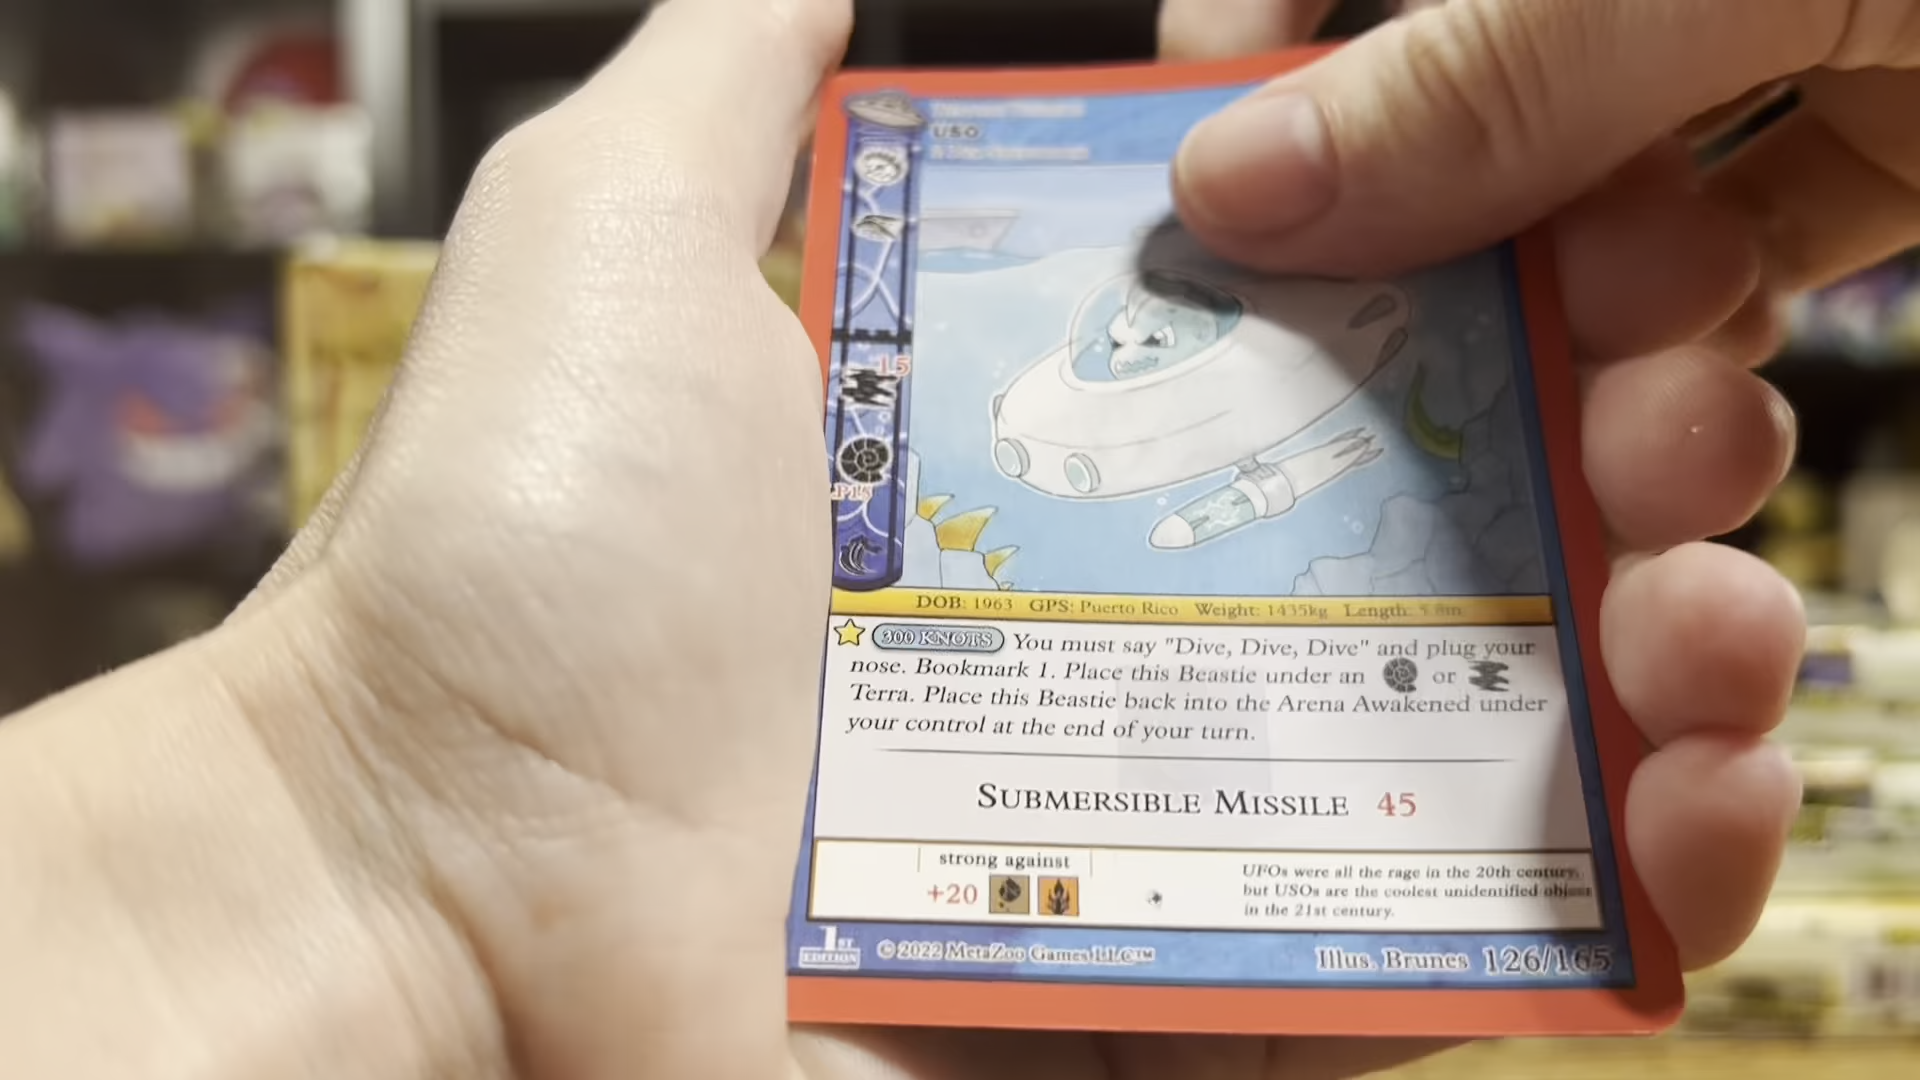 USO
15
DOB: 1963 GPS: Puerto Rico Weight: 1435kg Length: 5.8m
300 KNOTS You must say "Dive, Dive, Dive" and plug your
nose. Bookmark 1. Place this Beastie under an or
Terra. Place this Beastie back into the Arena Awakened under
your control at the end of your turn.
SUBMERSIBLE MISSILE 45
strong against
+20
UFOs were all the rage in the 20th century,
but USOs are the coolest unidentified object
in the 21st century.
1ST EDITION
© 2022 MetaZoo Games LLC™
Illus. Brunes 126/165